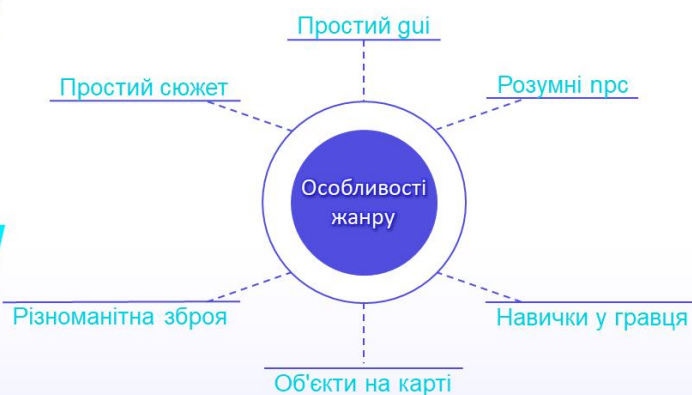 Простий gui
Простий сюжет
Розумні npc
Особливості
жанру
Різноманітна зброя
Навички у гравця
Об'єкти на карті